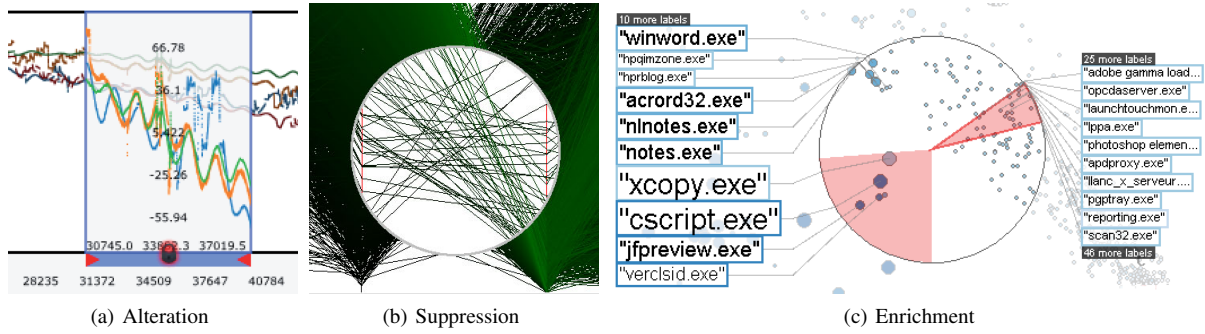 66.78
36.1
5.422
-25.26
-55.94
30745.0 33882.3 37019.5
28235 31372 34509 37647 40784
(a) Alteration
(b) Suppression
10 more labels
"winword.exe"
"hpqimzone.exe"
"hprblog.exe"
"acrord32.exe"
"nlnotes.exe"
"notes.exe"
"xcopy.exe"
"cscript.exe"
"jfpreview.exe"
"verclsid.exe"
25 more labels
"adobe gamma load...
"opcdaserver.exe"
"launchtouchmon.e...
"lppa.exe"
"photoshop elemen...
"apdproxy.exe"
"llanc_x_serveur....
"pgptray.exe"
"reporting.exe"
"scan32.exe"
46 more labels
(c) Enrichment